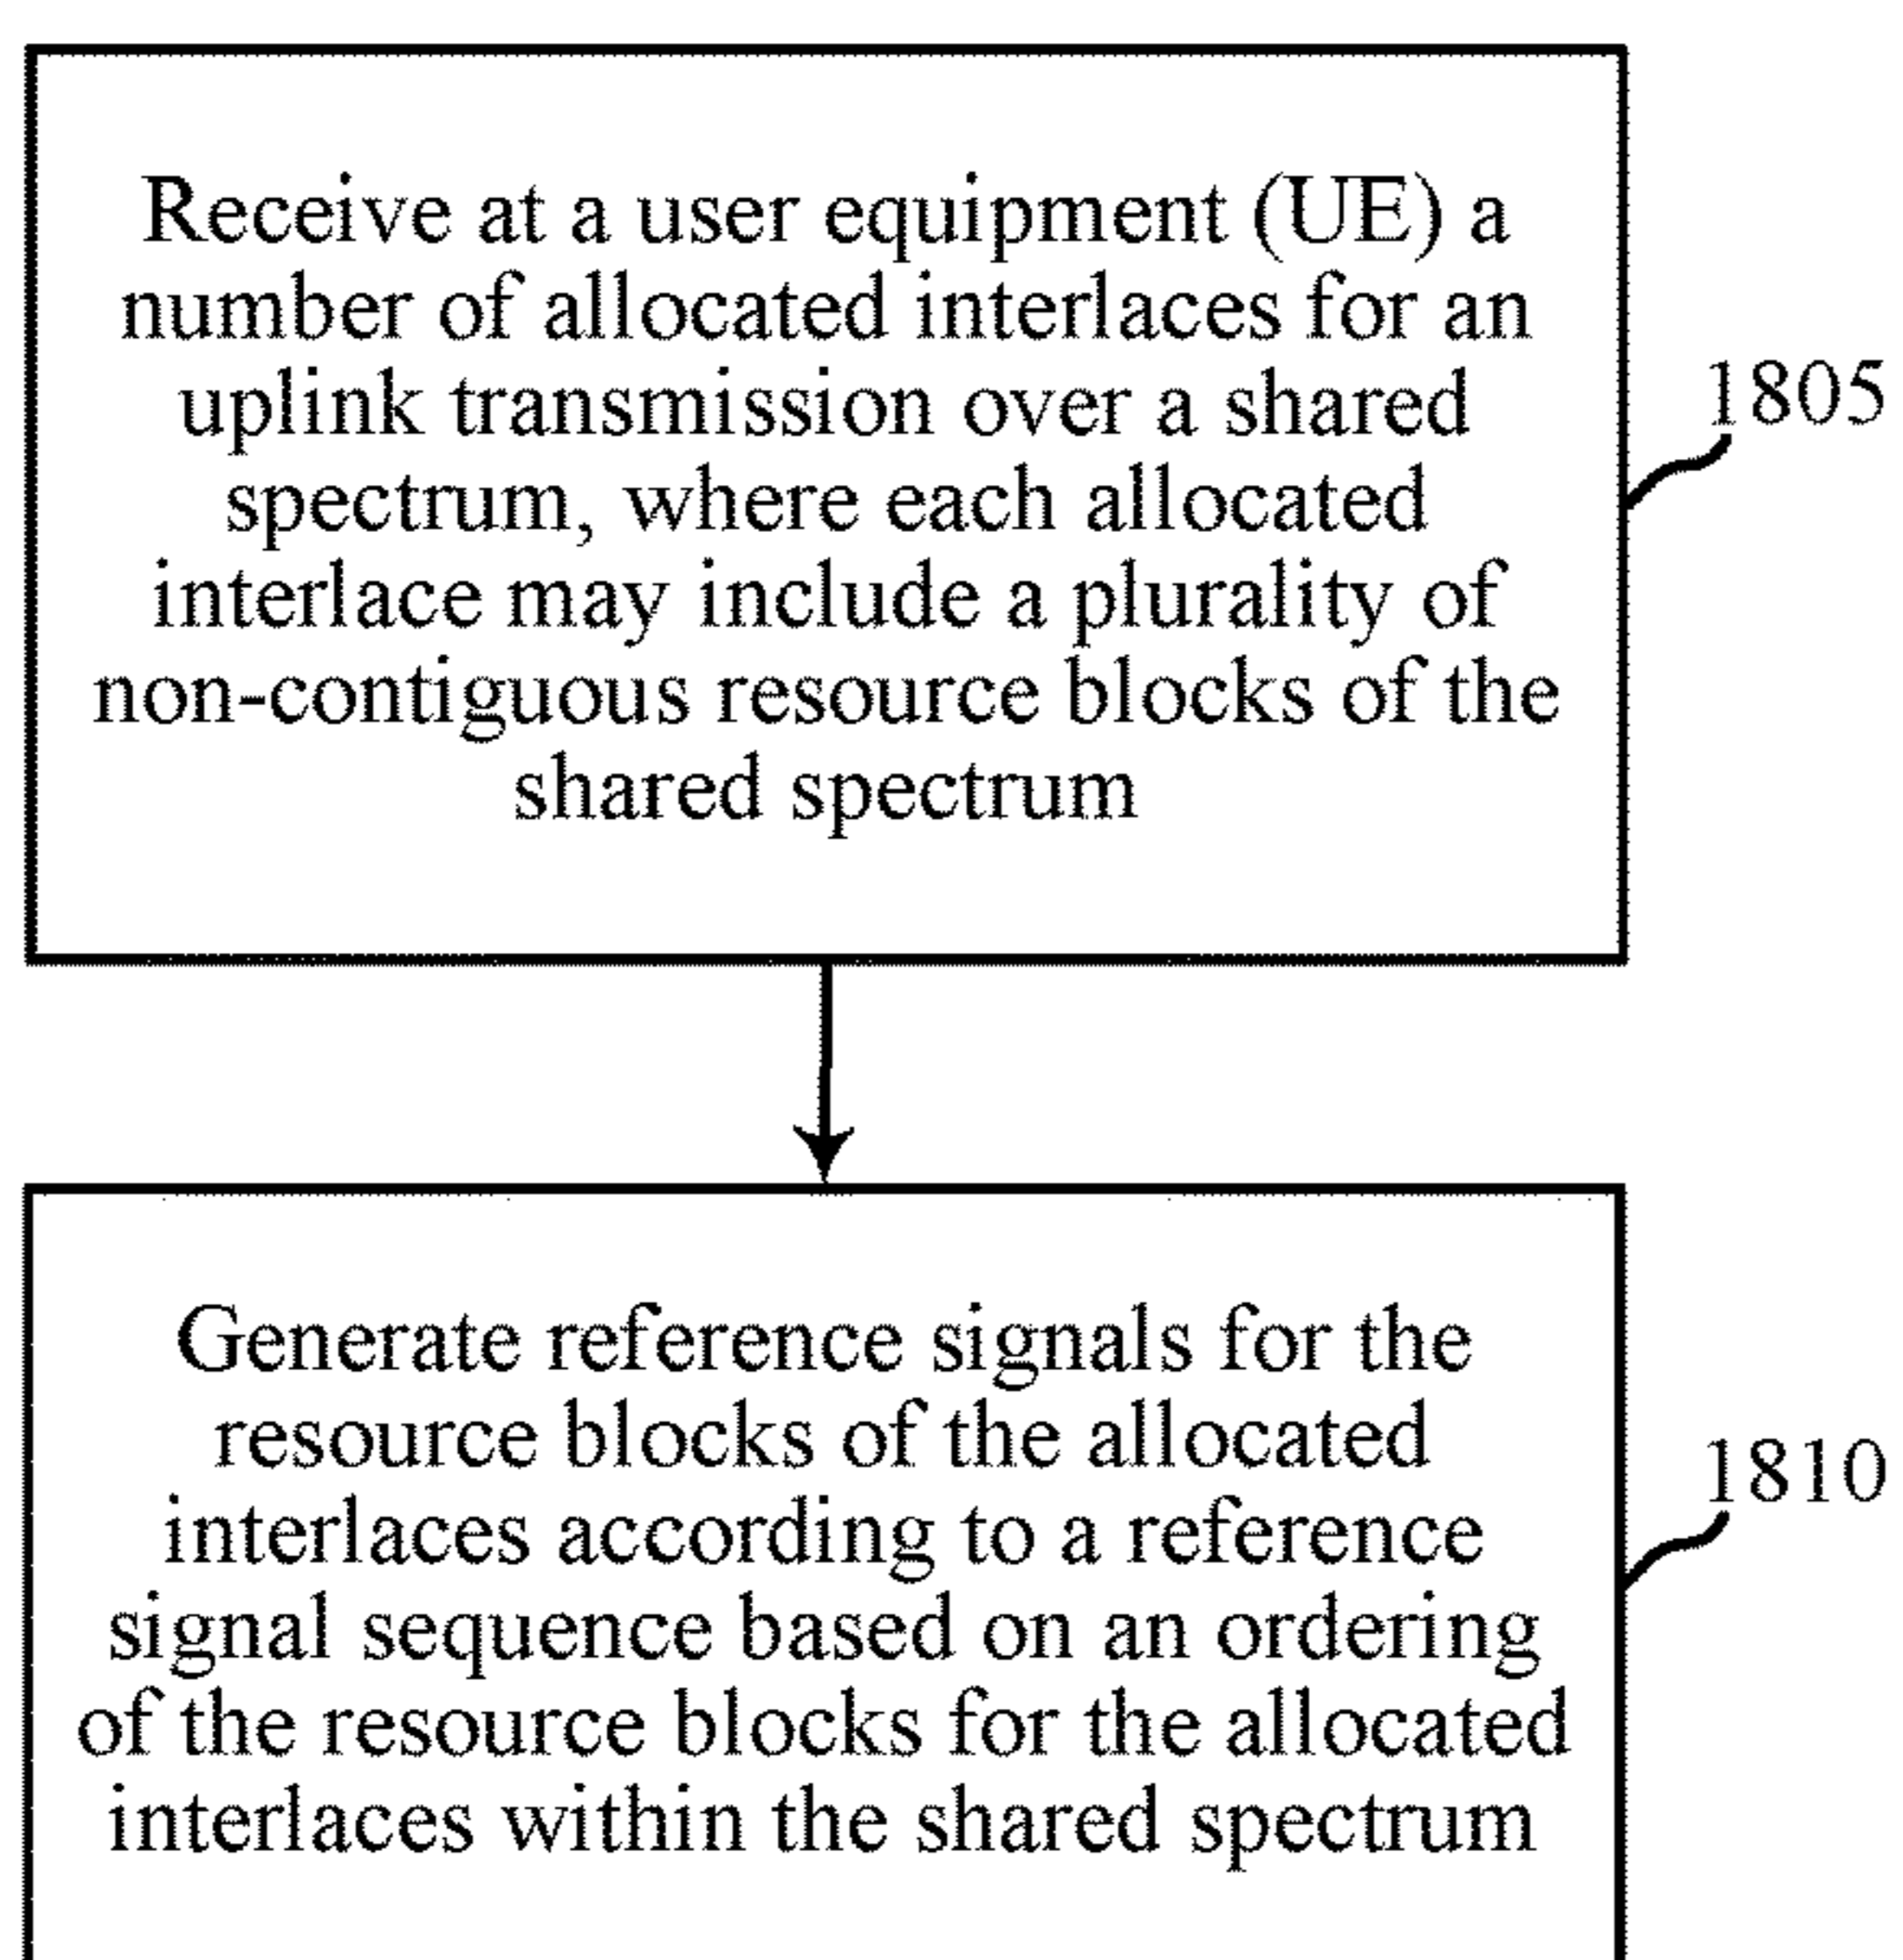 Receive at a user equipment (UE) a
number of allocated interlaces for an
uplink transmission over a shared
spectrum, where each allocated
interlace may include a plurality of
non-contiguous resource blocks of the
shared spectrum
1805
Generate reference signals for the
resource blocks of the allocated
interlaces according to a reference
signal sequence based on an ordering
of the resource blocks for the allocated
interlaces within the shared spectrum
1810